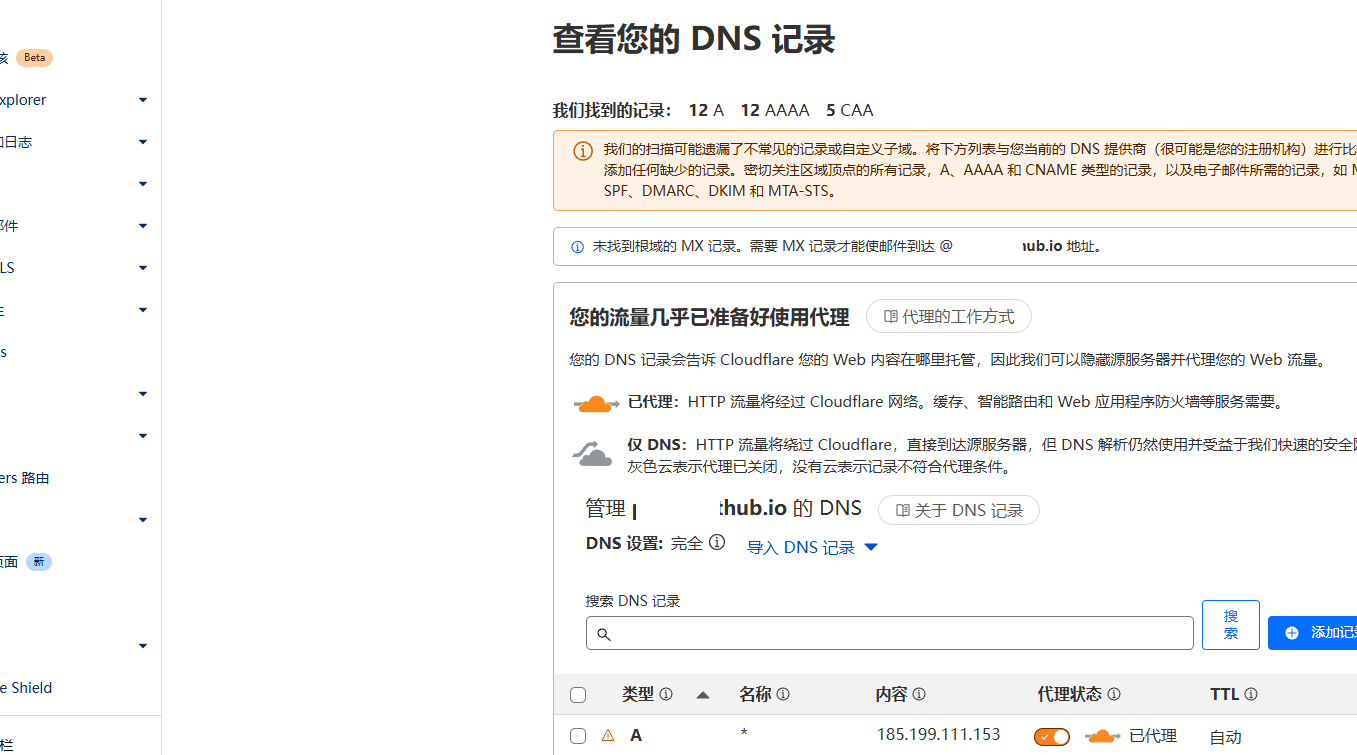 查看您的 DNS 记录
Beta
xplorer
日志
我们找到的记录： 12 A 12 AAAA 5 CAA
我们的扫描可能遗漏了不常见的记录或自定义子域。将下方列表与您当前的 DNS 提供商（很可能是您的注册机构）进行比
添加任何缺少的记录。密切关注区域顶点的所有记录，A、AAAA 和 CNAME 类型的记录，以及电子邮件所需的记录，如 M
SPF、DMARC、DKIM 和 MTA-STS。
件
未找到根域的 MX 记录。需要 MX 记录才能使邮件到达 @ hub.io 地址。
LS
您的流量几乎已准备好使用代理 代理的工作方式
s
您的 DNS 记录会告诉 Cloudflare 您的 Web 内容在哪里托管，因此我们可以隐藏源服务器并代理您的 Web 流量。
已代理：HTTP 流量将经过 Cloudflare 网络。缓存、智能路由和 Web 应用程序防火墙等服务需要。
仅 DNS：HTTP 流量将绕过 Cloudflare，直接到达源服务器，但 DNS 解析仍然使用并受益于我们快速的安全网
灰色云表示代理已关闭，没有云表示记录不符合代理条件。
ers 路由
管理 thub.io 的 DNS 关于 DNS 记录
DNS 设置: 完全 导入 DNS 记录
页面 新
搜索 DNS 记录
搜
索
添加记录
e Shield
类型 名称 内容 代理状态 TTL
A * 185.199.111.153 已代理 自动
栏